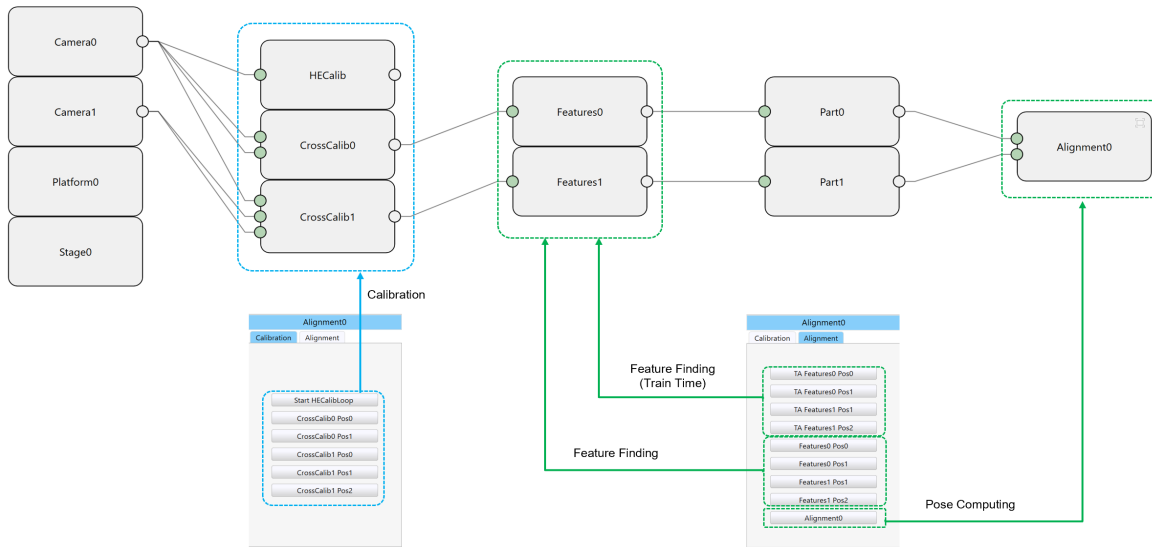 Camera0
Camera1
Platform0
Stage0
HECalib
CrossCalib0
CrossCalib1
Features0
Features1
Part0
Part1
Alignment0
Calibration
Alignment0
Calibration Alignment
Start HECalibLoop
CrossCalib0 Pos0
CrossCalib0 Pos1
CrossCalib1 Pos0
CrossCalib1 Pos1
CrossCalib1 Pos2
Feature Finding
(Train Time)
Feature Finding
Alignment0
Calibration Alignment
TA Features0 Pos0
TA Features0 Pos1
TA Features1 Pos1
TA Features1 Pos2
Features0 Pos0
Features0 Pos1
Features1 Pos1
Features1 Pos2
Alignment0
Pose Computing